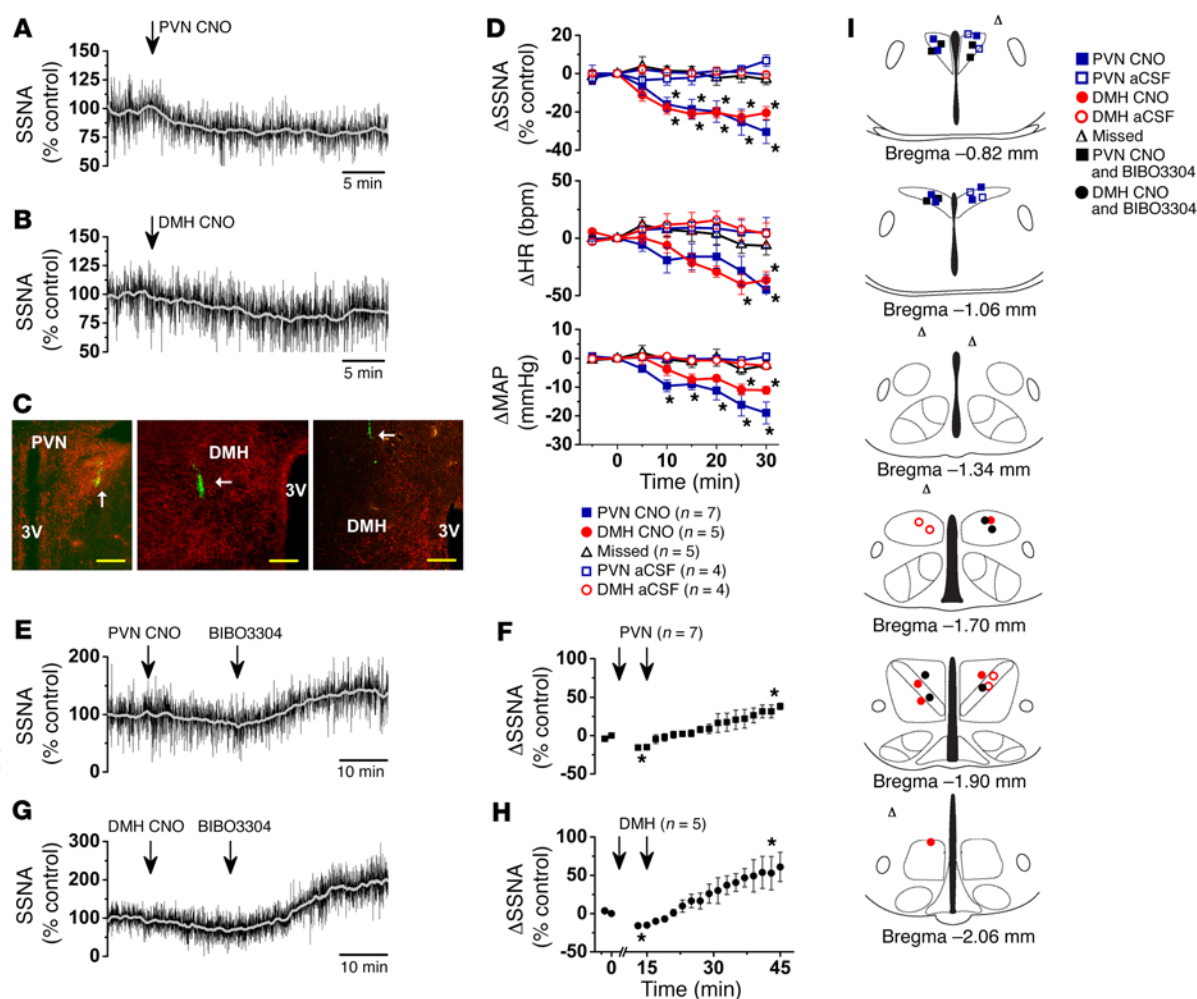 A
PVN CNO
SSNA
(% control)
150
125
100
75
50
5 min
B
DMH CNO
SSNA
(% control)
150
125
100
75
50
5 min
C
PVN
3V
DMH
3V
DMH
3V
D
ΔSSNA
(% control)
20
0
-20
-40
* * * * *
ΔHR (bpm)
50
0
-50
* *
ΔMAP
(mmHg)
10
0
-10
-20
-30
* * * * * * *
0 10 20 30
Time (min)
PVN CNO (n = 7)
DMH CNO (n = 5)
Missed (n = 5)
PVN aCSF (n = 4)
DMH aCSF (n = 4)
E
PVN CNO BIBO3304
SSNA
(% control)
200
100
0
10 min
F
PVN (n = 7)
ΔSSNA
(% control)
100
50
0
-50
* *
G
DMH CNO BIBO3304
SSNA
(% control)
300
200
100
0
10 min
H
DMH (n = 5)
ΔSSNA
(% control)
100
50
0
-50
* *
0 15 30 45
Time (min)
I
Bregma –0.82 mm
Bregma –1.06 mm
Bregma –1.34 mm
Bregma –1.70 mm
Bregma –1.90 mm
Bregma –2.06 mm
PVN CNO
PVN aCSF
DMH CNO
DMH aCSF
Missed
PVN CNO
and BIBO3304
DMH CNO
and BIBO3304